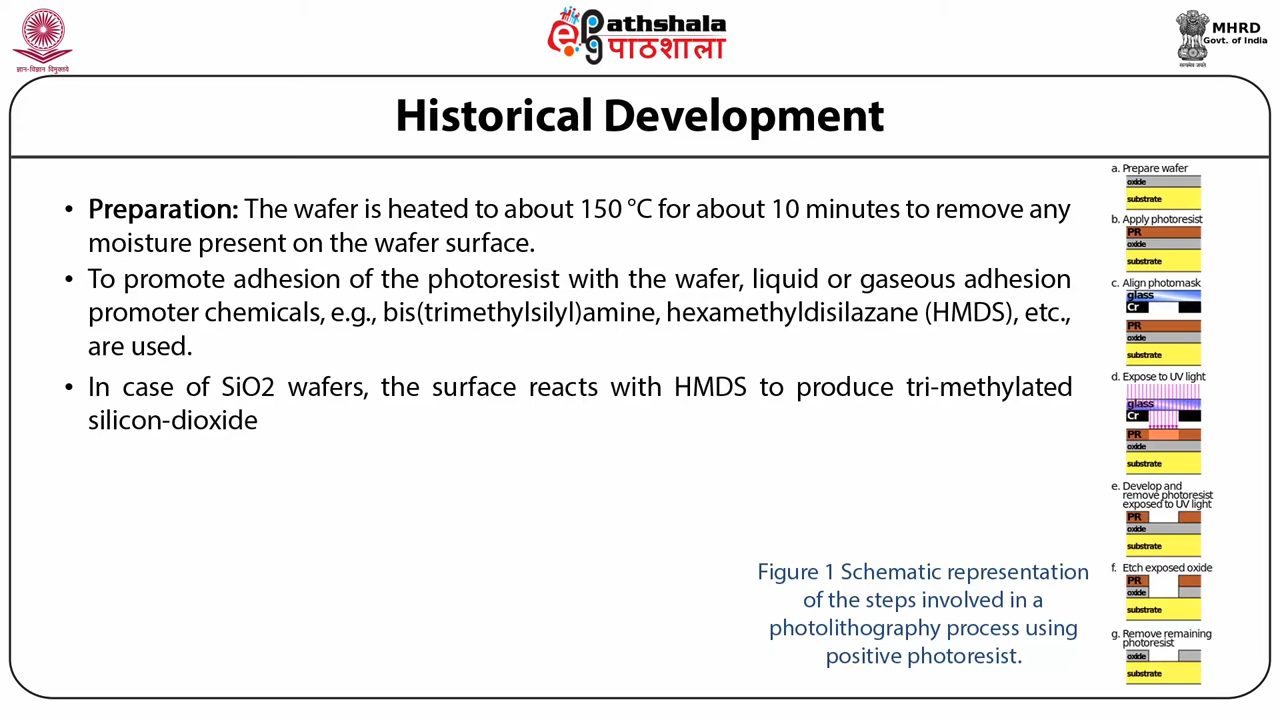 ज्ञान-विज्ञान विमुक्तये
Pathshala
पाठशाला
MHRD
Govt. of India
सत्यमेव जयते
Historical Development
• Preparation: The wafer is heated to about 150 °C for about 10 minutes to remove any
moisture present on the wafer surface.
• To promote adhesion of the photoresist with the wafer, liquid or gaseous adhesion
promoter chemicals, e.g., bis(trimethylsilyl)amine, hexamethyldisilazane (HMDS), etc.,
are used.
• In case of SiO2 wafers, the surface reacts with HMDS to produce tri-methylated
silicon-dioxide
Figure 1 Schematic representation
of the steps involved in a
photolithography process using
positive photoresist.
a. Prepare wafer
oxide
substrate
b. Apply photoresist
PR
oxide
substrate
c. Align photomask
glass
Cr
PR
oxide
substrate
d. Expose to UV light
glass
Cr
PR
oxide
substrate
e. Develop and
remove photoresist
exposed to UV light
PR
oxide
substrate
f. Etch exposed oxide
PR
oxide
substrate
g. Remove remaining
photoresist
oxide
substrate